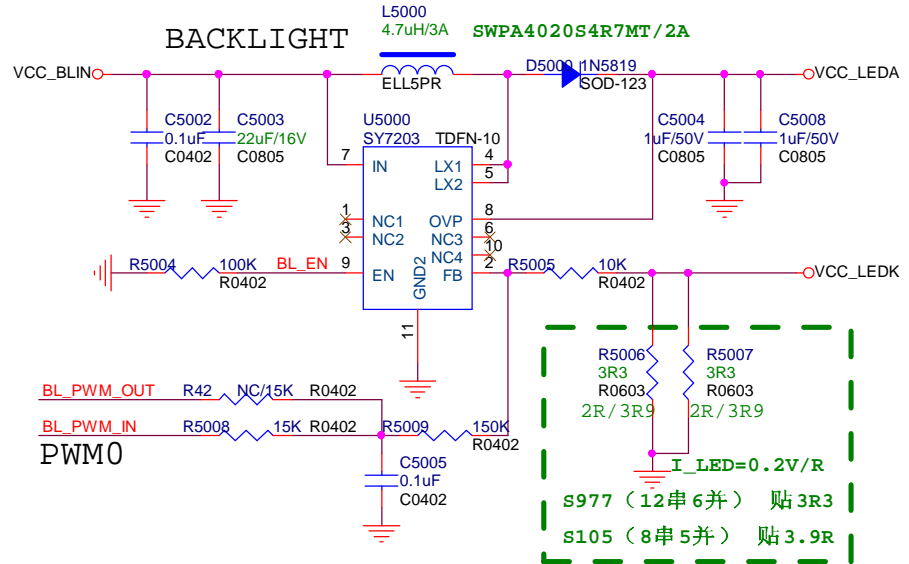 L5000
4.7uH/3A
SWPA4020S4R7MT/2A
BACKLIGHT
VCC_BLIN
ELL5PR
D5000
1N5819
SOD-123
VCC_LEDA
C5002
0.1uF
C0402
C5003
22uF/16V
C0805
U5000
SY7203
TDFN-10
C5004
1uF/50V
C0805
C5008
1uF/50V
C0805
7
IN
LX1
4
LX2
5
1
NC1
3
NC2
OVP
8
NC3
6
NC4
10
R5004
100K
R0402
BL_EN
9
EN
GND2
FB
2
R5005
10K
R0402
VCC_LEDK
11
R5006
3R3
R0603
2R/3R9
R5007
3R3
R0603
2R/3R9
BL_PWM_OUT
R42
NC/15K
R0402
BL_PWM_IN
R5008
15K
R0402
R5009
150K
R0402
PWM0
C5005
0.1uF
C0402
I_LED=0.2V/R
S977（12串6并） 贴3R3
S105（8串5并） 贴3.9R